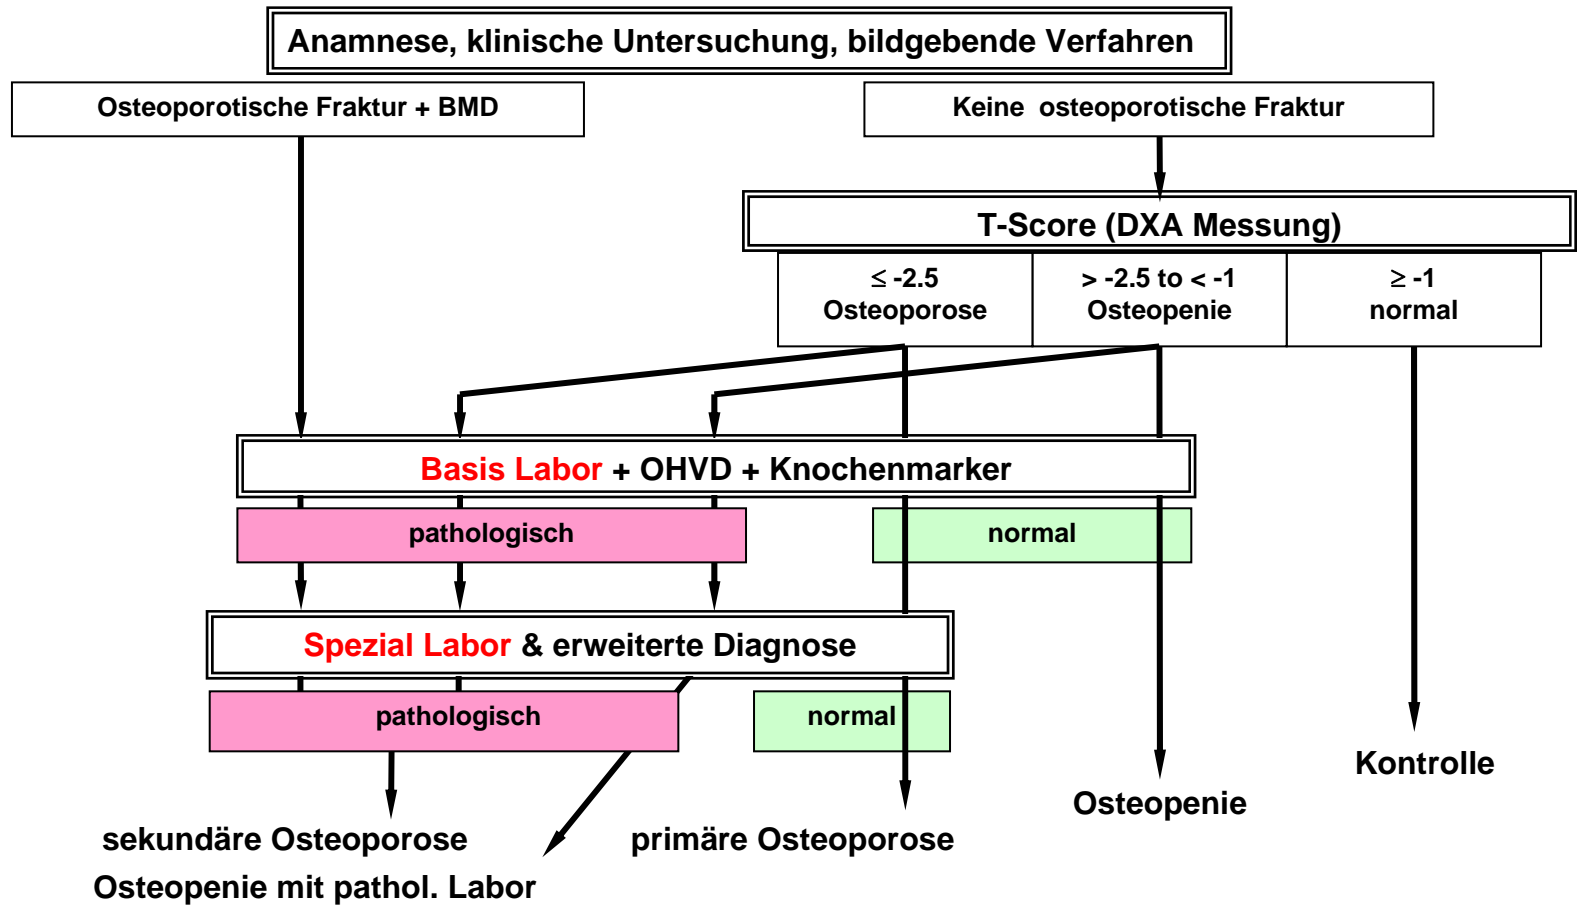 Anamnese, klinische Untersuchung, bildgebende Verfahren
Osteoporotische Fraktur + BMD
Keine osteoporotische Fraktur
T-Score (DXA Messung)
≤ -2.5
Osteoporose
> -2.5 to < -1
Osteopenie
≥ -1
normal
Basis Labor + OHVD + Knochenmarker
pathologisch
normal
Spezial Labor & erweiterte Diagnose
pathologisch
normal
Kontrolle
Osteopenie
sekundäre Osteoporose
primäre Osteoporose
Osteopenie mit pathol. Labor